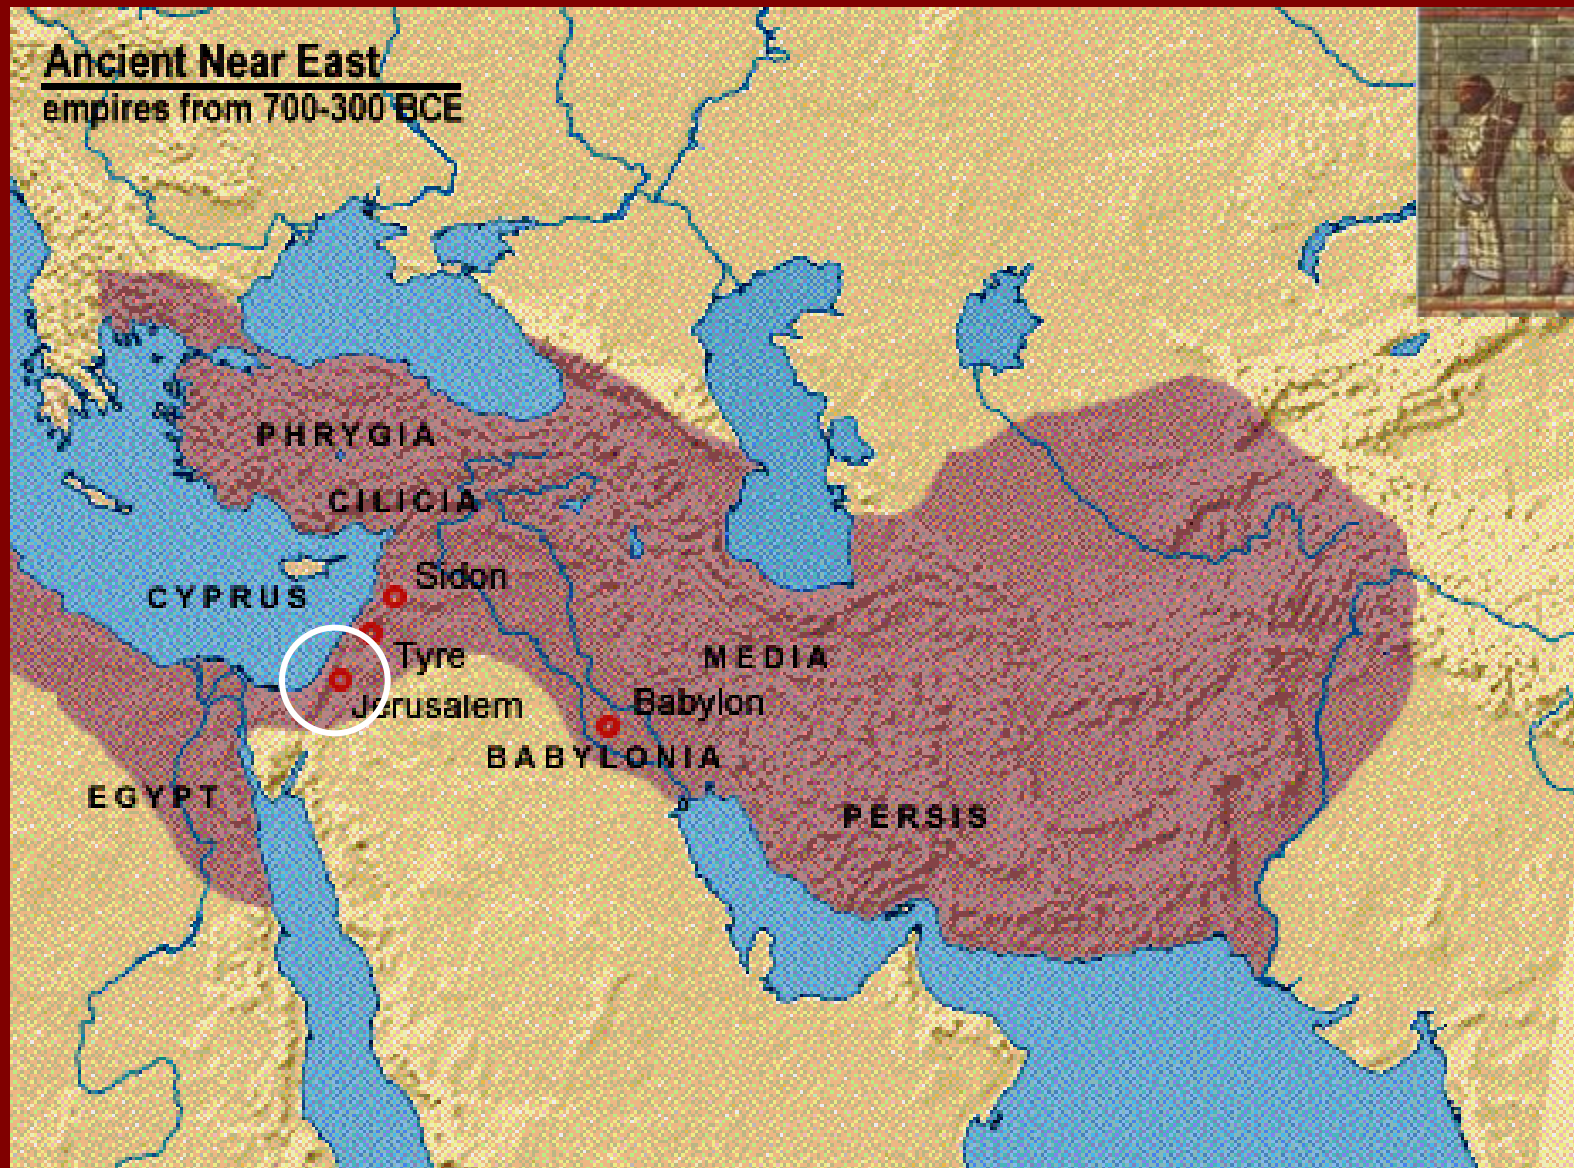 Ancient Near East
empires from 700-300 BCE
PHRYGIA
CILICIA
Sidon
CYPRUS
Tyre
MEDIA
Jerusalem
Babylon
BABYLONIA
EGYPT
PERSIS